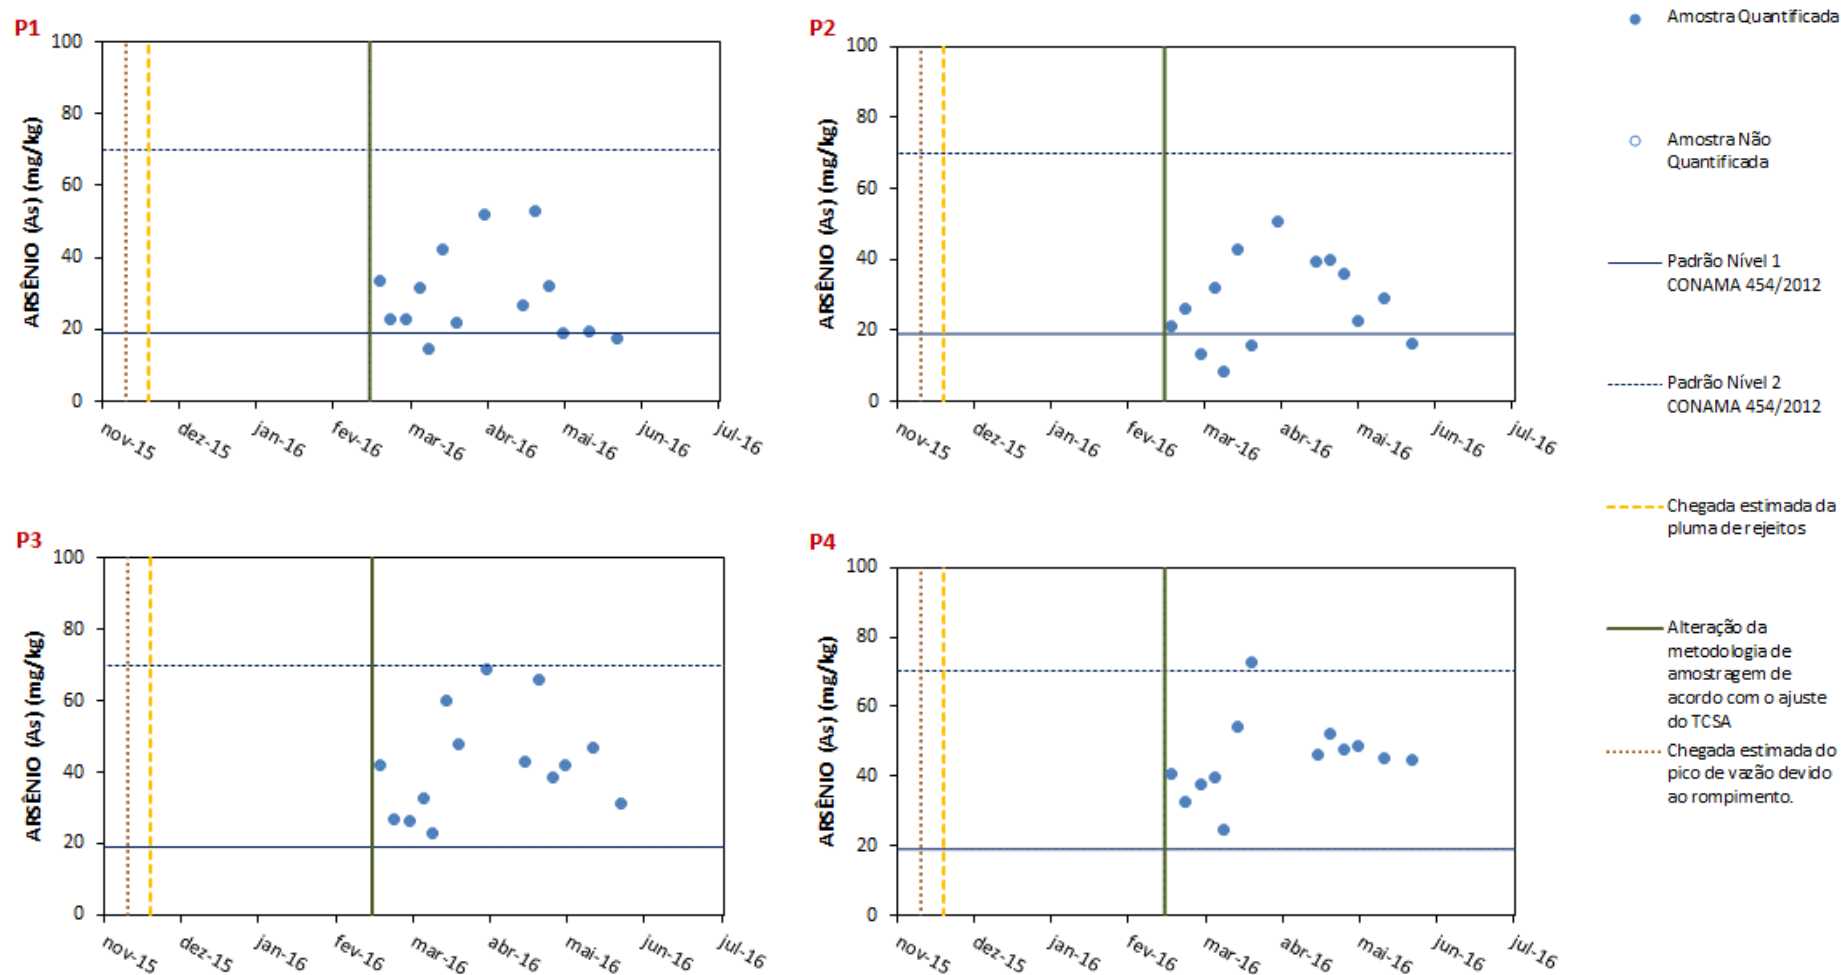 P1
ARSÊNIO (As) (mg/kg)
100
80
60
40
20
0
nov-15
dez-15
jan-16
fev-16
mar-16
abr-16
mai-16
jun-16
jul-16
P2
ARSÊNIO (As) (mg/kg)
100
80
60
40
20
0
nov-15
dez-15
jan-16
fev-16
mar-16
abr-16
mai-16
jun-16
jul-16
P3
ARSÊNIO (As) (mg/kg)
100
80
60
40
20
0
nov-15
dez-15
jan-16
fev-16
mar-16
abr-16
mai-16
jun-16
jul-16
P4
ARSÊNIO (As) (mg/kg)
100
80
60
40
20
0
nov-15
dez-15
jan-16
fev-16
mar-16
abr-16
mai-16
jun-16
jul-16
Amostra Quantificada
Amostra Não
Quantificada
Padrão Nível 1
CONAMA 454/2012
Padrão Nível 2
CONAMA 454/2012
Chegada estimada da
pluma de rejeitos
Alteração da
metodologia de
amostragem de
acordo com o ajuste
do TCSA
Chegada estimada do
pico de vazão devido
ao rompimento.